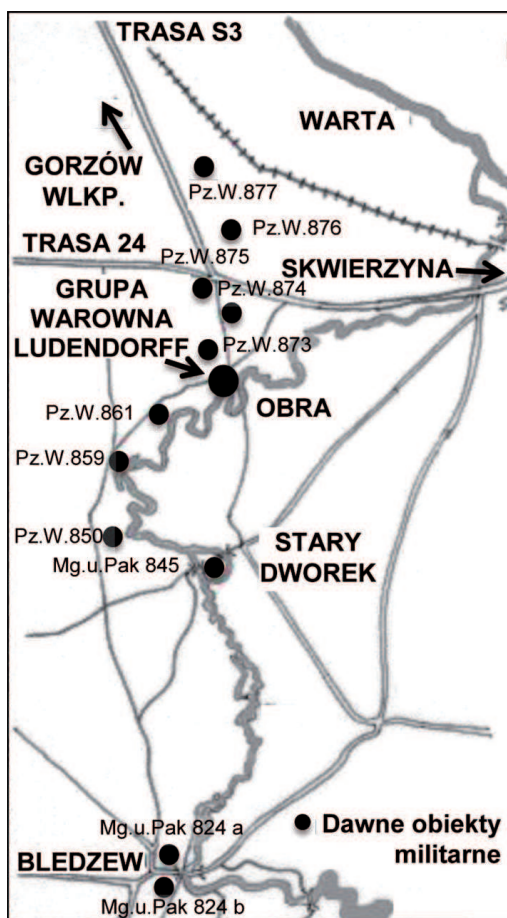 TRASA S3
WARTA
GORZÓW
WLKP.
Pz.W.877
Pz.W.876
TRASA 24
Pz.W.875
SKWIERZYNA
GRUPA
WAROWNA
LUDENDORFF
Pz.W.874
Pz.W.873
OBRA
Pz.W.861
Pz.W.859
Pz.W.850
STARY
DWOREK
Mg.u.Pak 845
Mg.u.Pak 824 a
Dawne obiekty
militarne
BLEDZEW
Mg.u.Pak 824 b